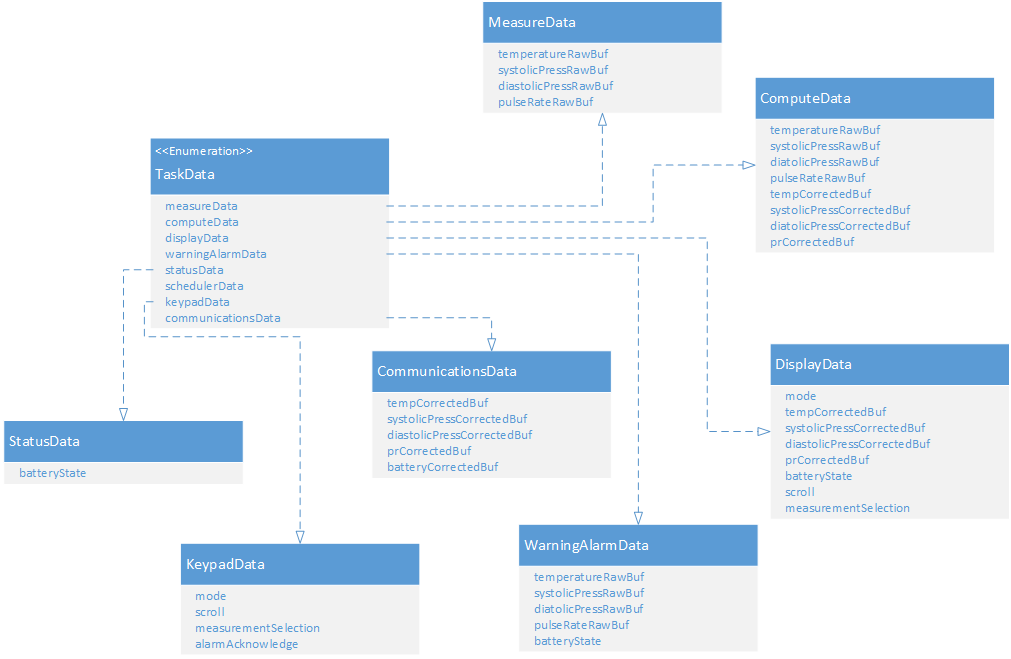 MeasureData
temperatureRawBuf
systolicPressRawBuf
diastolicPressRawBuf
pulseRateRawBuf
ComputeData
temperatureRawBuf
systolicPressRawBuf
diatolicPressRawBuf
pulseRateRawBuf
tempCorrectedBuf
systolicPressCorrectedBuf
diatolicPressCorrectedBuf
prCorrectedBuf
<<Enumeration>>
TaskData
measureData
computeData
displayData
warningAlarmData
statusData
schedulerData
keypadData
communicationsData
CommunicationsData
tempCorrectedBuf
systolicPressCorrectedBuf
diastolicPressCorrectedBuf
prCorrectedBuf
batteryCorrectedBuf
DisplayData
mode
tempCorrectedBuf
systolicPressCorrectedBuf
diastolicPressCorrectedBuf
prCorrectedBuf
batteryState
scroll
measurementSelection
StatusData
batteryState
KeypadData
mode
scroll
measurementSelection
alarmAcknowledge
WarningAlarmData
temperatureRawBuf
systolicPressRawBuf
diatolicPressRawBuf
pulseRateRawBuf
batteryState